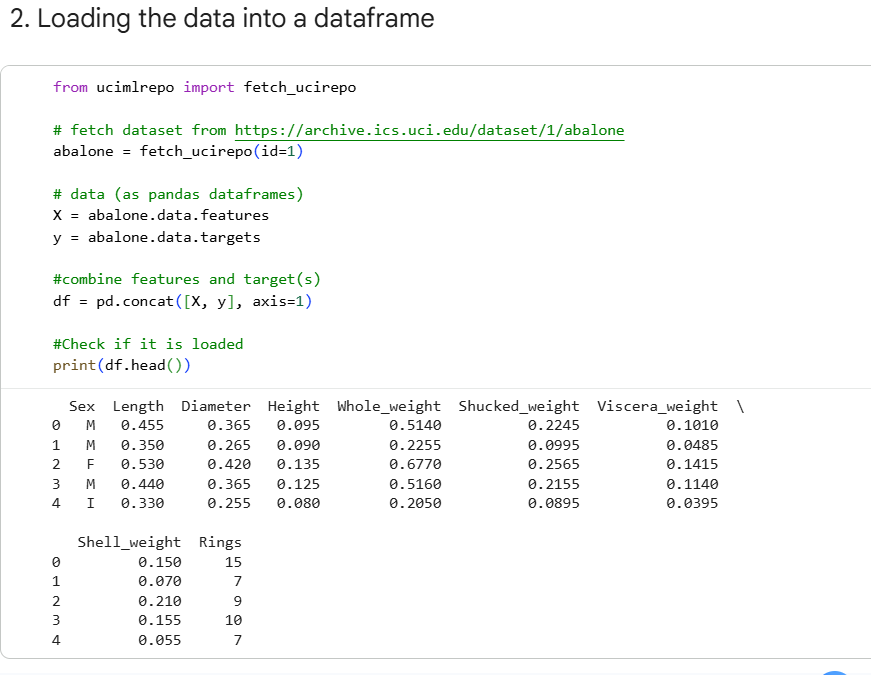 2. Loading the data into a dataframe
from ucimlrepo import fetch_ucirepo
# fetch dataset from https://archive.ics.uci.edu/dataset/1/abalone
abalone = fetch_ucirepo(id=1)
# data (as pandas dataframes)
X = abalone.data.features
y = abalone.data.targets
#combine features and target(s)
df = pd.concat([X, y], axis=1)
#Check if it is loaded
print(df.head())
  Sex  Length  Diameter  Height  Whole_weight  Shucked_weight  Viscera_weight  \
0   M   0.455     0.365   0.095        0.5140          0.2245          0.1010
1   M   0.350     0.265   0.090        0.2255          0.0995          0.0485
2   F   0.530     0.420   0.135        0.6770          0.2565          0.1415
3   M   0.440     0.365   0.125        0.5160          0.2155          0.1140
4   I   0.330     0.255   0.080        0.2050          0.0895          0.0395
   Shell_weight  Rings
0         0.150     15
1         0.070      7
2         0.210      9
3         0.155     10
4         0.055      7